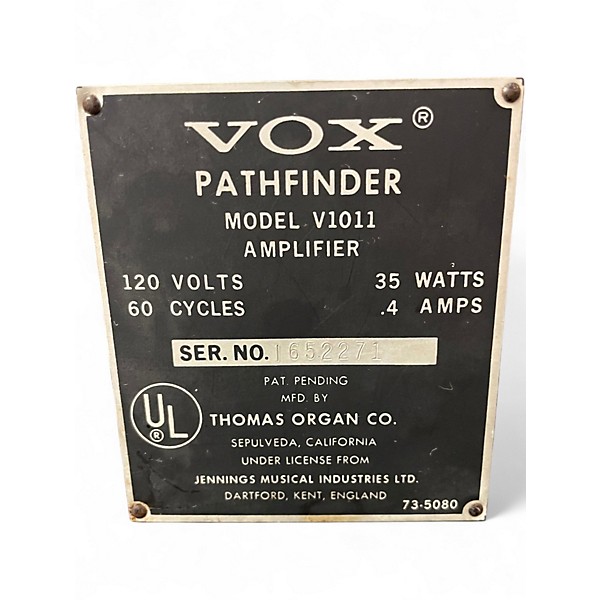 VOX ®
PATHFINDER
MODEL V1011
AMPLIFIER
120 VOLTS 35 WATTS
60 CYCLES .4 AMPS
SER. NO. 1652271
PAT. PENDING
MFD. BY
UL ®
THOMAS ORGAN CO.
SEPULVEDA, CALIFORNIA
UNDER LICENSE FROM
JENNINGS MUSICAL INDUSTRIES LTD.
DARTFORD, KENT, ENGLAND
73-5080